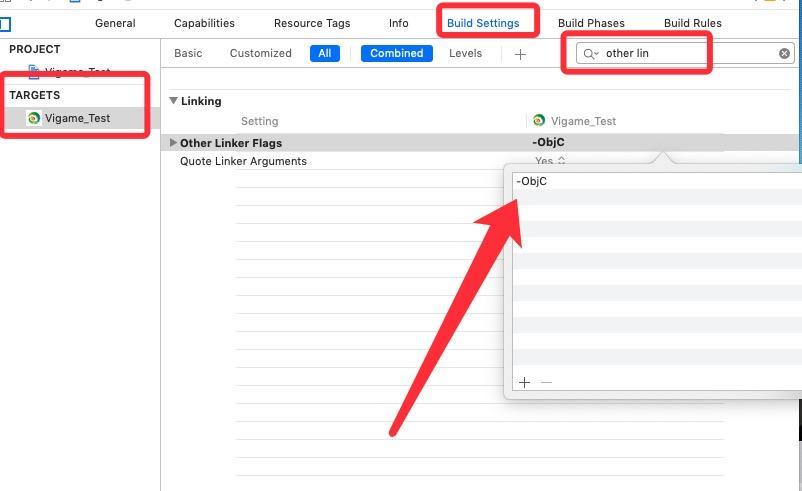 General Capabilities Resource Tags Info Build Settings Build Phases Build Rules
PROJECT
Vigame_Test
TARGETS
Vigame_Test
Basic Customized All Combined Levels + other lin
Linking
Setting Vigame_Test
Other Linker Flags -ObjC
Quote Linker Arguments Yes
-ObjC
+ —